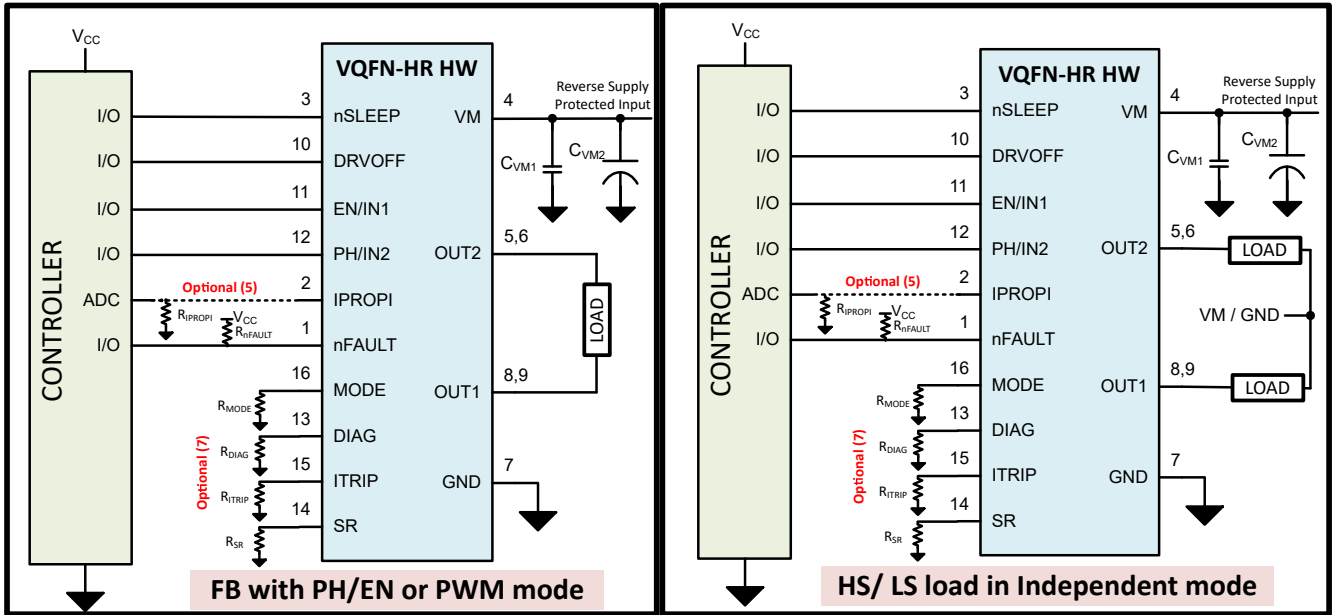 VCC
VQFN-HR HW
Reverse Supply
Protected Input
3
4
I/O
nSLEEP
VM
10
I/O
DRVOFF
CVM1
CVM2
11
I/O
EN/IN1
12
5,6
I/O
PH/IN2
OUT2
Optional (5)
2
ADC
IPROPI
RIPROPI
VCC
RnFAULT
LOAD
1
I/O
nFAULT
CONTROLLER
16
8,9
MODE
OUT1
RMODE
13
DIAG
RDIAG
Optional (7)
15
7
ITRIP
GND
RITRIP
14
SR
RSR
FB with PH/EN or PWM mode
VCC
VQFN-HR HW
Reverse Supply
Protected Input
3
4
I/O
nSLEEP
VM
10
I/O
DRVOFF
CVM1
CVM2
11
I/O
EN/IN1
12
5,6
I/O
PH/IN2
OUT2
LOAD
Optional (5)
2
ADC
IPROPI
RIPROPI
VCC
RnFAULT
VM / GND
1
I/O
nFAULT
CONTROLLER
16
8,9
MODE
OUT1
LOAD
RMODE
13
DIAG
RDIAG
Optional (7)
15
7
ITRIP
GND
RITRIP
14
SR
RSR
HS/ LS load in Independent mode